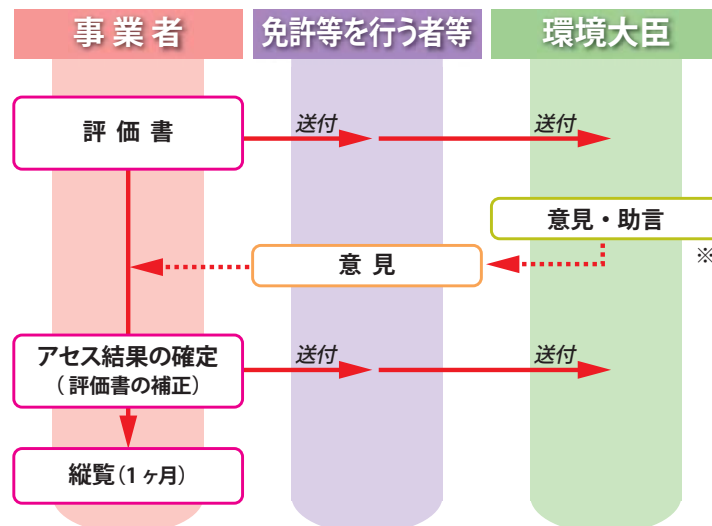 事業者
免許等を行う者等
環境大臣
評価書
送付
送付
意見・助言
※
意見
アセス結果の確定
（評価書の補正）
送付
送付
縦覧（1ヶ月）